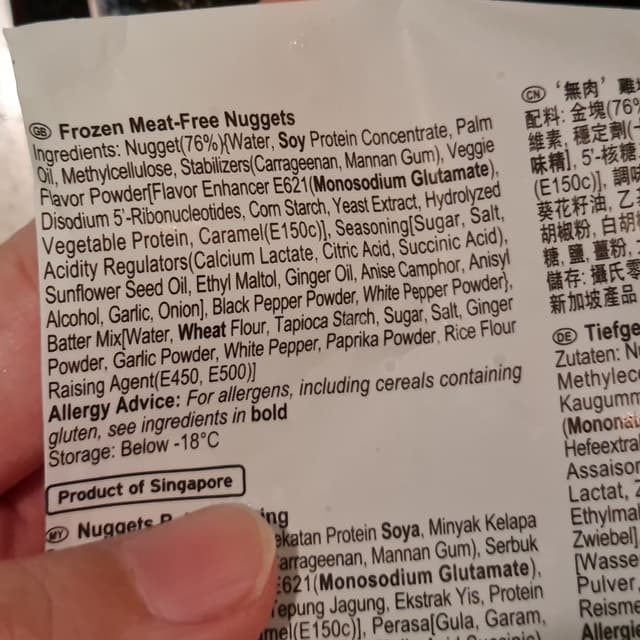 GB Frozen Meat-Free Nuggets
Ingredients: Nugget(76%){Water, Soy Protein Concentrate, Palm
Oil, Methylcellulose, Stabilizers(Carrageenan, Mannan Gum), Veggie
Flavor Powder[Flavor Enhancer E621(Monosodium Glutamate),
Disodium 5'-Ribonucleotides, Corn Starch, Yeast Extract, Hydrolyzed
Vegetable Protein, Caramel(E150c)], Seasoning[Sugar, Salt,
Acidity Regulators(Calcium Lactate, Citric Acid, Succinic Acid),
Sunflower Seed Oil, Ethyl Maltol, Ginger Oil, Anise Camphor, Anisyl
Alcohol, Garlic, Onion], Black Pepper Powder, White Pepper Powder},
Batter Mix[Water, Wheat Flour, Tapioca Starch, Sugar, Salt, Ginger
Powder, Garlic Powder, White Pepper, Paprika Powder, Rice Flour
Raising Agent(E450, E500)]
Allergy Advice: For allergens, including cereals containing
gluten, see ingredients in bold
Storage: Below -18°C
Product of Singapore
MY Nuggets
ekatan Protein Soya, Minyak Kelapa
arrageenan, Mannan Gum), Serbuk
E621(Monosodium Glutamate),
epung Jagung, Ekstrak Yis, Protein
mel(E150c)], Perasa[Gula, Garam,
CN '無肉' 雞
配料: 金塊(76%
維素, 穩定劑(
味精], 5'-核糖
(E150c)], 調味
葵花籽油, 乙
胡椒粉, 白胡
糖, 鹽, 薑粉,
儲存: 攝氏零
新加坡產品
DE Tiefge
Zutaten: Nu
Methylce
Kaugumm
(Mononat
Hefeextra
Assaison
Lactat, Z
Ethylmal
Zwiebel]
[Wasse
Pulver,
Reisme
Allergie